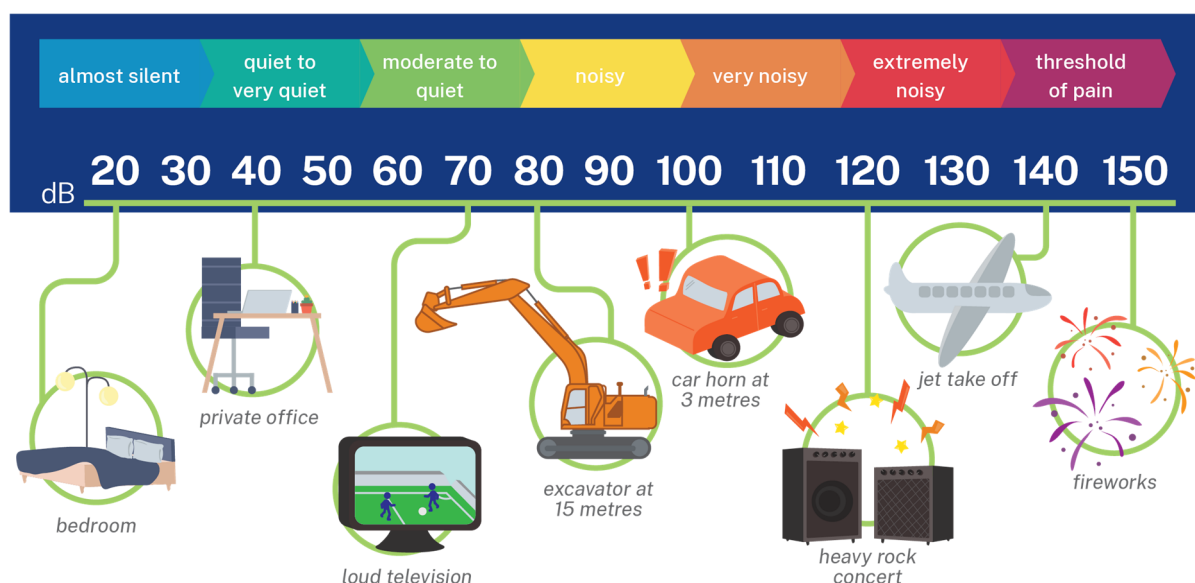 almost silent
quiet to
very quiet
moderate to
quiet
noisy
very noisy
extremely
noisy
threshold
of pain
dB 20 30 40 50 60 70 80 90 100 110 120 130 140 150
bedroom
private office
loud television
excavator at
15 metres
car horn at
3 metres
heavy rock
concert
jet take off
fireworks